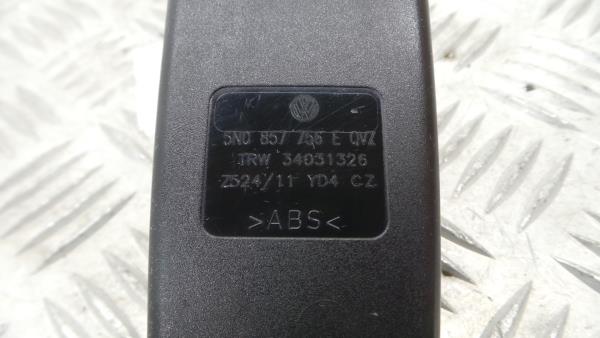 5N0 857 756 E QVZ
TRW 34031326
Z524/11 YD4 CZ
>ABS<